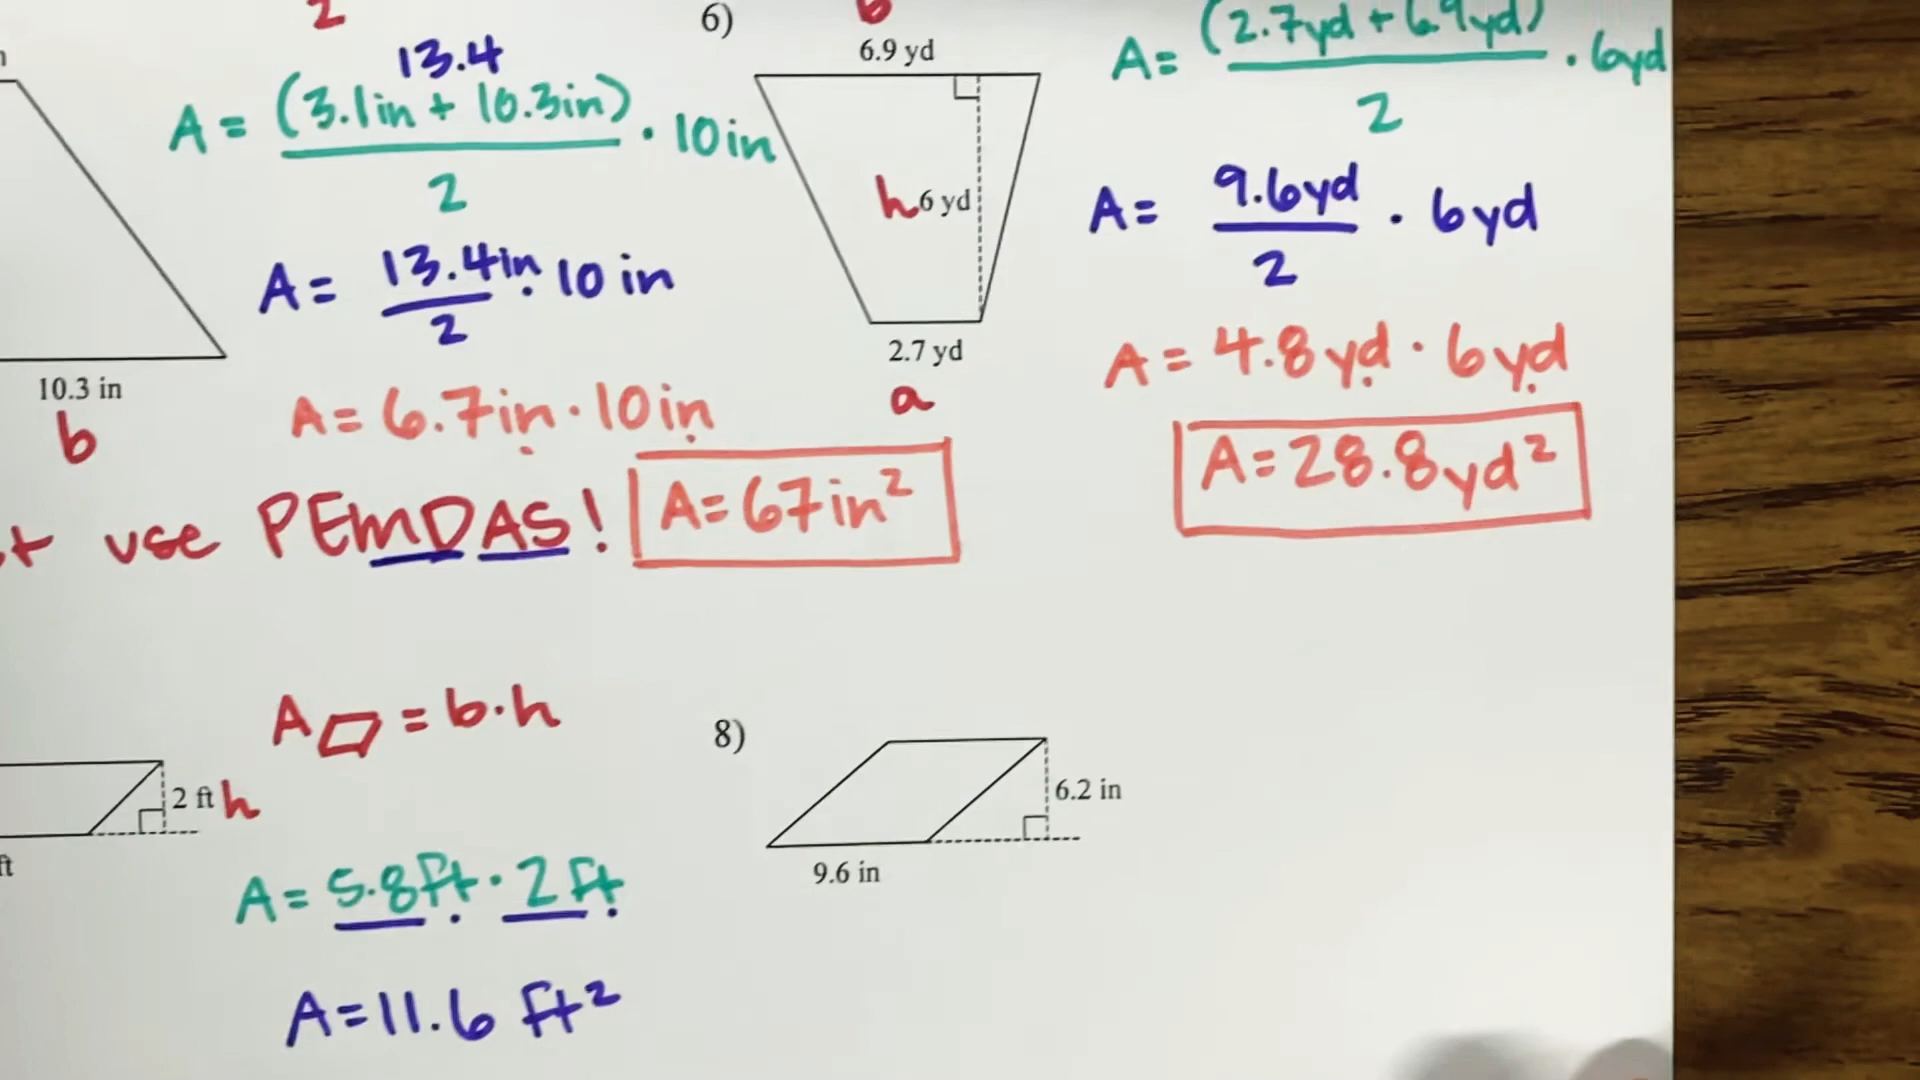 2
13.4
A = (3.1in + 10.3in) / 2 · 10in
A = 13.4in / 2 · 10 in
A = 6.7in · 10in
A = 67in²
10.3 in
b
use PEmDAS!
6)
b
6.9 yd
h 6 yd
2.7 yd
a
A = (2.7yd + 6.9yd) / 2 · 6yd
A = 9.6yd / 2 · 6yd
A = 4.8yd · 6yd
A = 28.8yd²
A▱ = b·h
2 ft h
ft
A = 5.8ft · 2ft
A = 11.6 ft²
8)
6.2 in
9.6 in